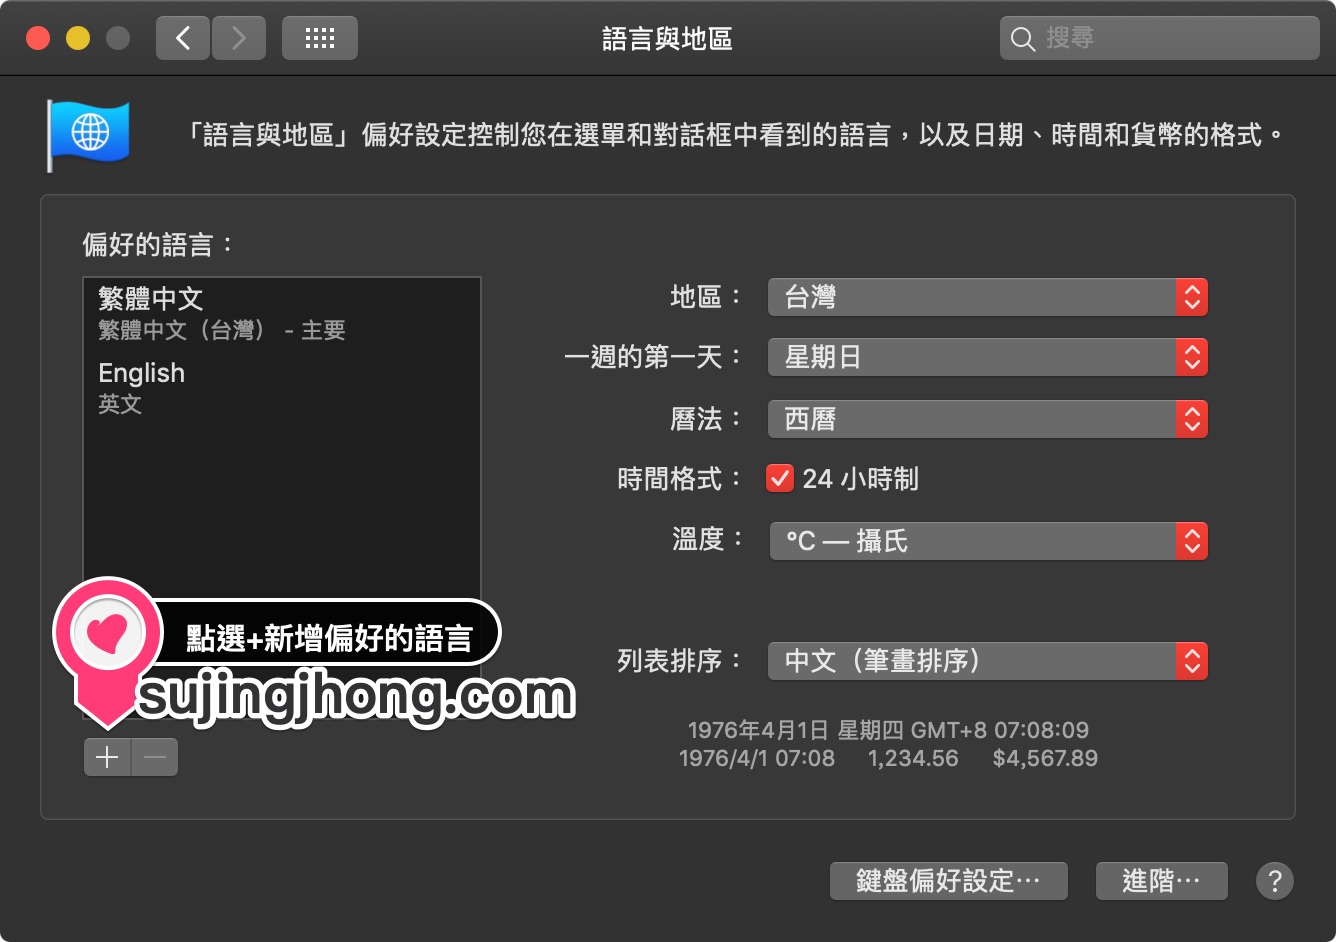 語言與地區
搜尋
「語言與地區」偏好設定控制您在選單和對話框中看到的語言，以及日期、時間和貨幣的格式。
偏好的語言：
繁體中文
繁體中文（台灣） - 主要
English
英文
點選+新增偏好的語言
sujingjhong.com
地區： 台灣
一週的第一天： 星期日
曆法： 西曆
時間格式： 24 小時制
溫度： °C — 攝氏
列表排序： 中文（筆畫排序）
1976年4月1日 星期四 GMT+8 07:08:09
1976/4/1 07:08 1,234.56 $4,567.89
鍵盤偏好設定⋯ 進階⋯ ?